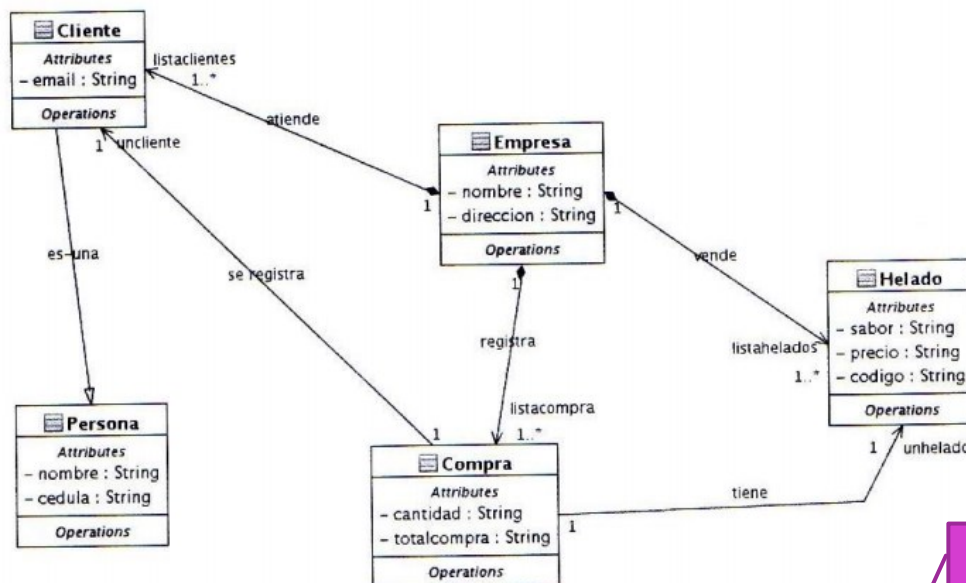 Cliente
Attributes
– email : String
Operations
listaclientes
1..*
atiende
1
uncliente
Empresa
Attributes
– nombre : String
– direccion : String
Operations
1
1
1
es-una
se registra
registra
vende
Helado
Attributes
– sabor : String
– precio : String
– codigo : String
Operations
listahelados
1..*
listacompra
1..*
Persona
Attributes
– nombre : String
– cedula : String
Operations
1
Compra
Attributes
– cantidad : String
– totalcompra : String
Operations
tiene
1
1
unhelado